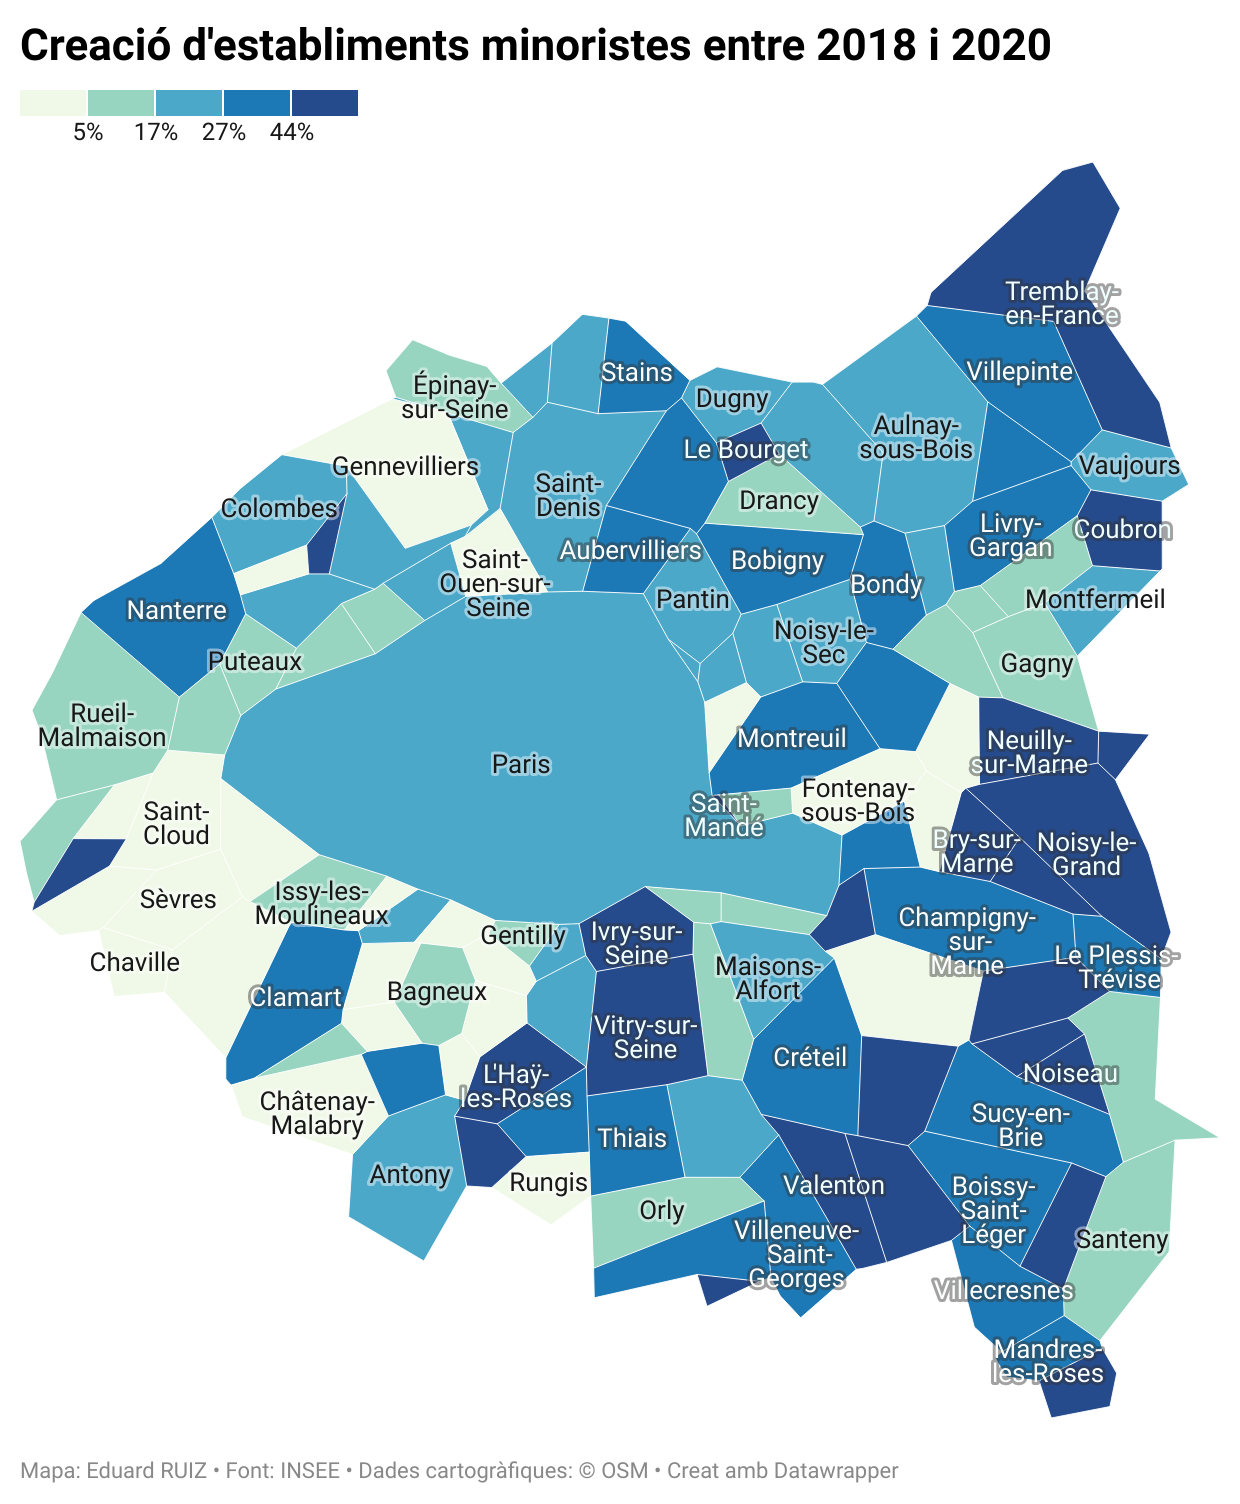 Creació d'establiments minoristes entre 2018 i 2020
5% 17% 27% 44%
Tremblay-
en-France
Villepinte
Stains
Épinay-
sur-Seine
Dugny
Aulnay-
sous-Bois
Le Bourget
Gennevilliers
Vaujours
Saint-
Denis
Drancy
Colombes
Livry-
Gargan
Coubron
Aubervilliers
Saint-
Ouen-sur-
Seine
Bobigny
Bondy
Pantin
Montfermeil
Nanterre
Noisy-le-
Sec
Puteaux
Gagny
Rueil-
Malmaison
Montreuil
Neuilly-
sur-Marne
Paris
Fontenay-
sous-Bois
Saint-
Mandé
Saint-
Cloud
Bry-sur-
Marne
Noisy-le-
Grand
Sèvres
Issy-les-
Moulineaux
Champigny-
sur-
Marne
Gentilly
Ivry-sur-
Seine
Chaville
Le Plessis-
Trévise
Maisons-
Alfort
Bagneux
Clamart
Vitry-sur-
Seine
Créteil
Noiseau
L'Haÿ-
les-Roses
Châtenay-
Malabry
Sucy-en-
Brie
Thiais
Antony
Rungis
Valenton
Boissy-
Saint-
Léger
Orly
Villeneuve-
Saint-
Georges
Santeny
Villecresnes
Mandres-
les-Roses
Mapa: Eduard RUIZ • Font: INSEE • Dades cartogràfiques: © OSM • Creat amb Datawrapper